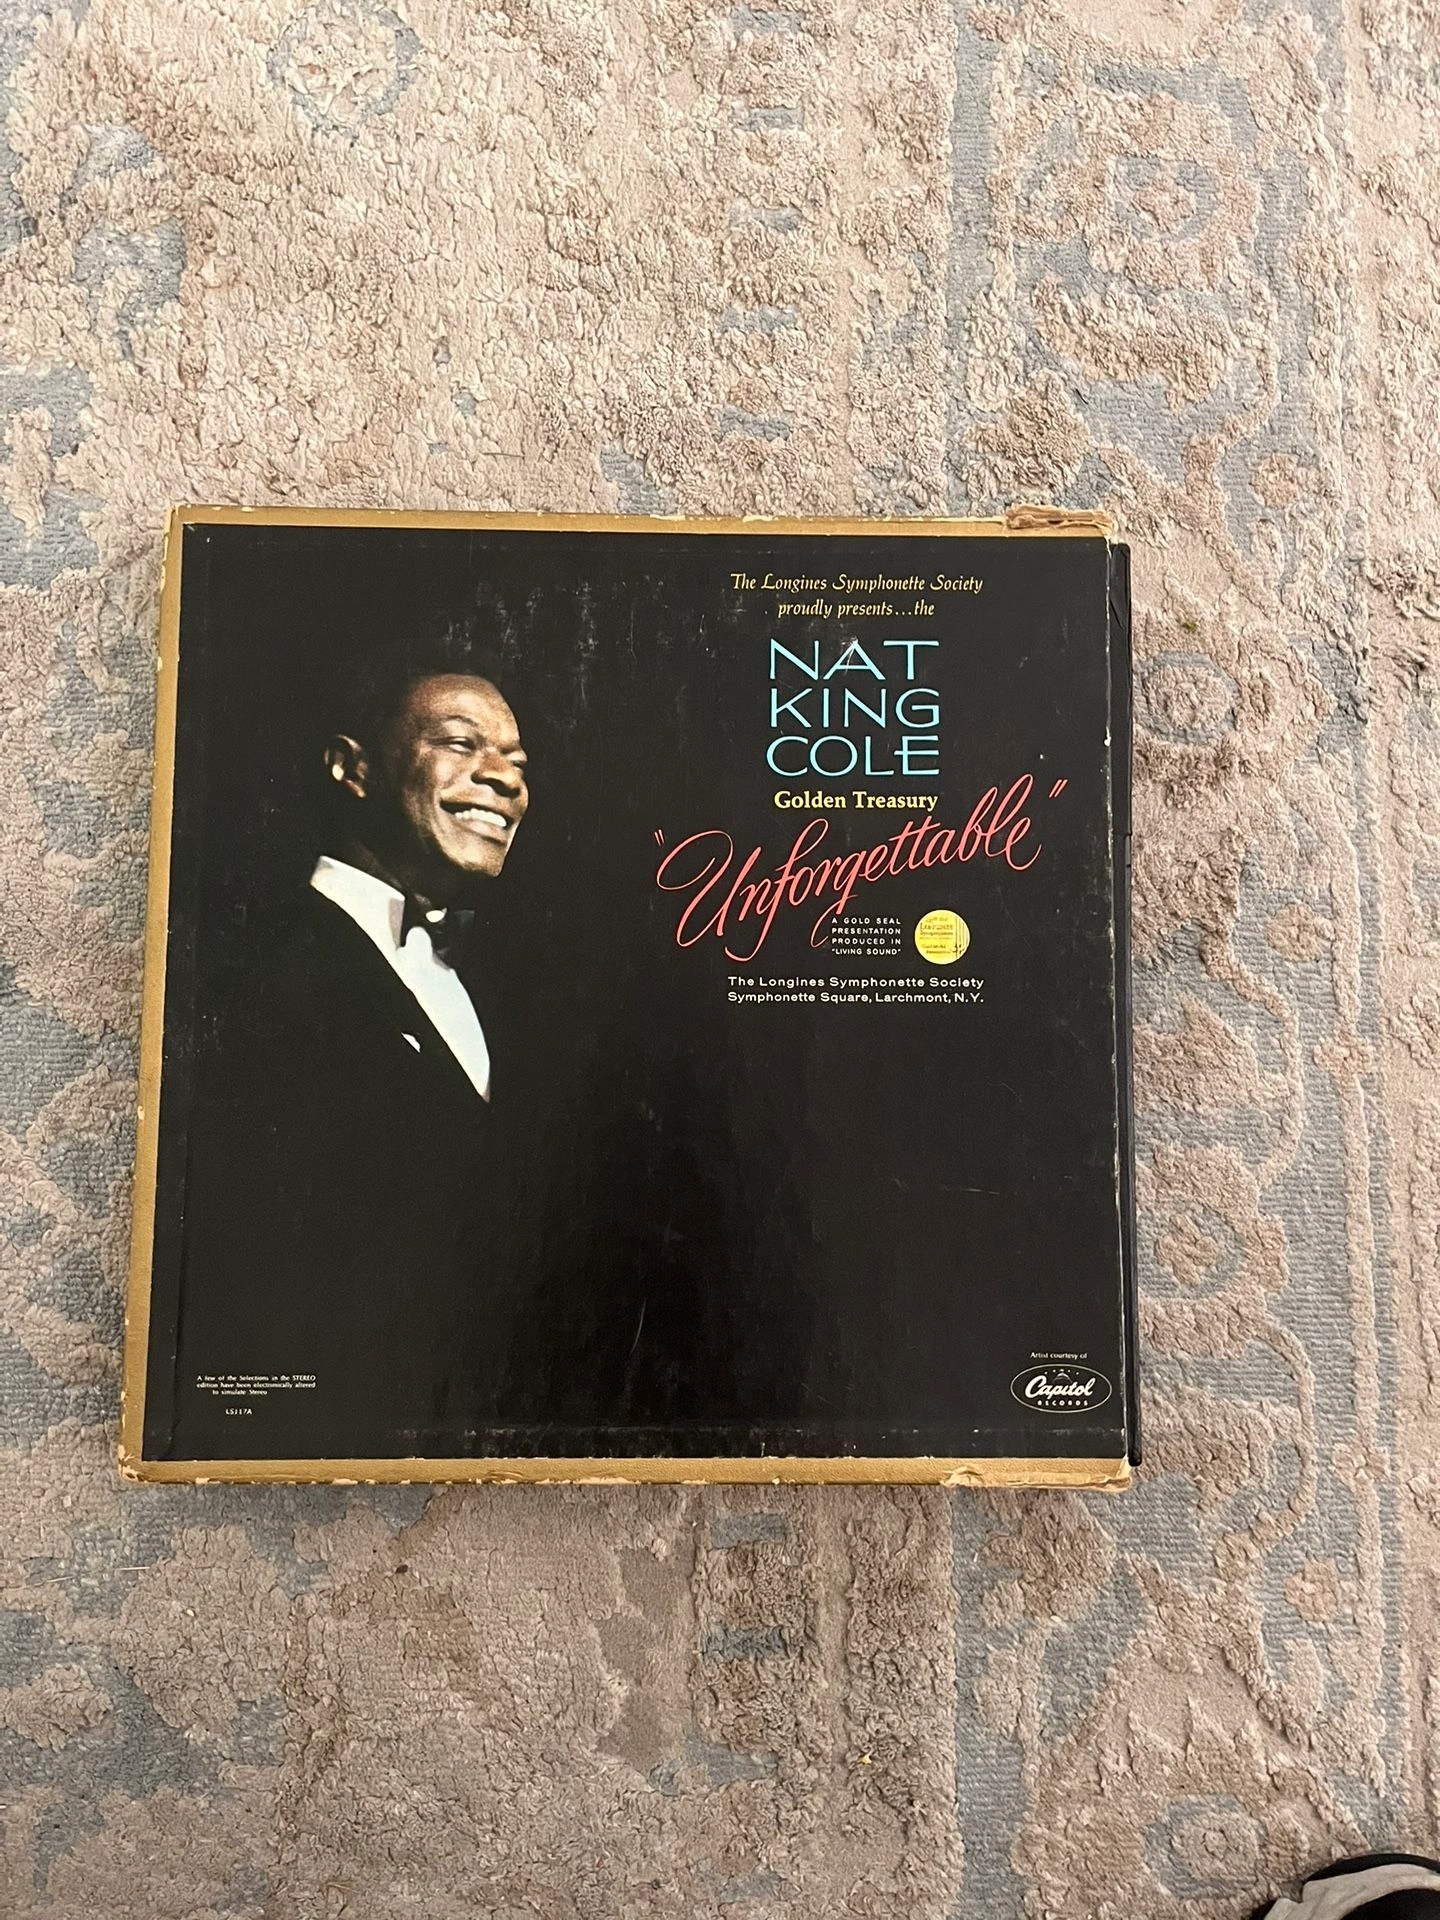 The Longines Symphonette Society
proudly presents...the
NAT
KING
COLE
Golden Treasury
"Unforgettable"
A GOLD SEAL
PRESENTATION
PRODUCED IN
"LIVING SOUND"
The Longines Symphonette Society
Symphonette Square, Larchmont, N.Y.
A few of the Selections in the STEREO
edition have been electronically altered
to simulate Stereo
LS117A
Artist courtesy of
Capitol
RECORDS